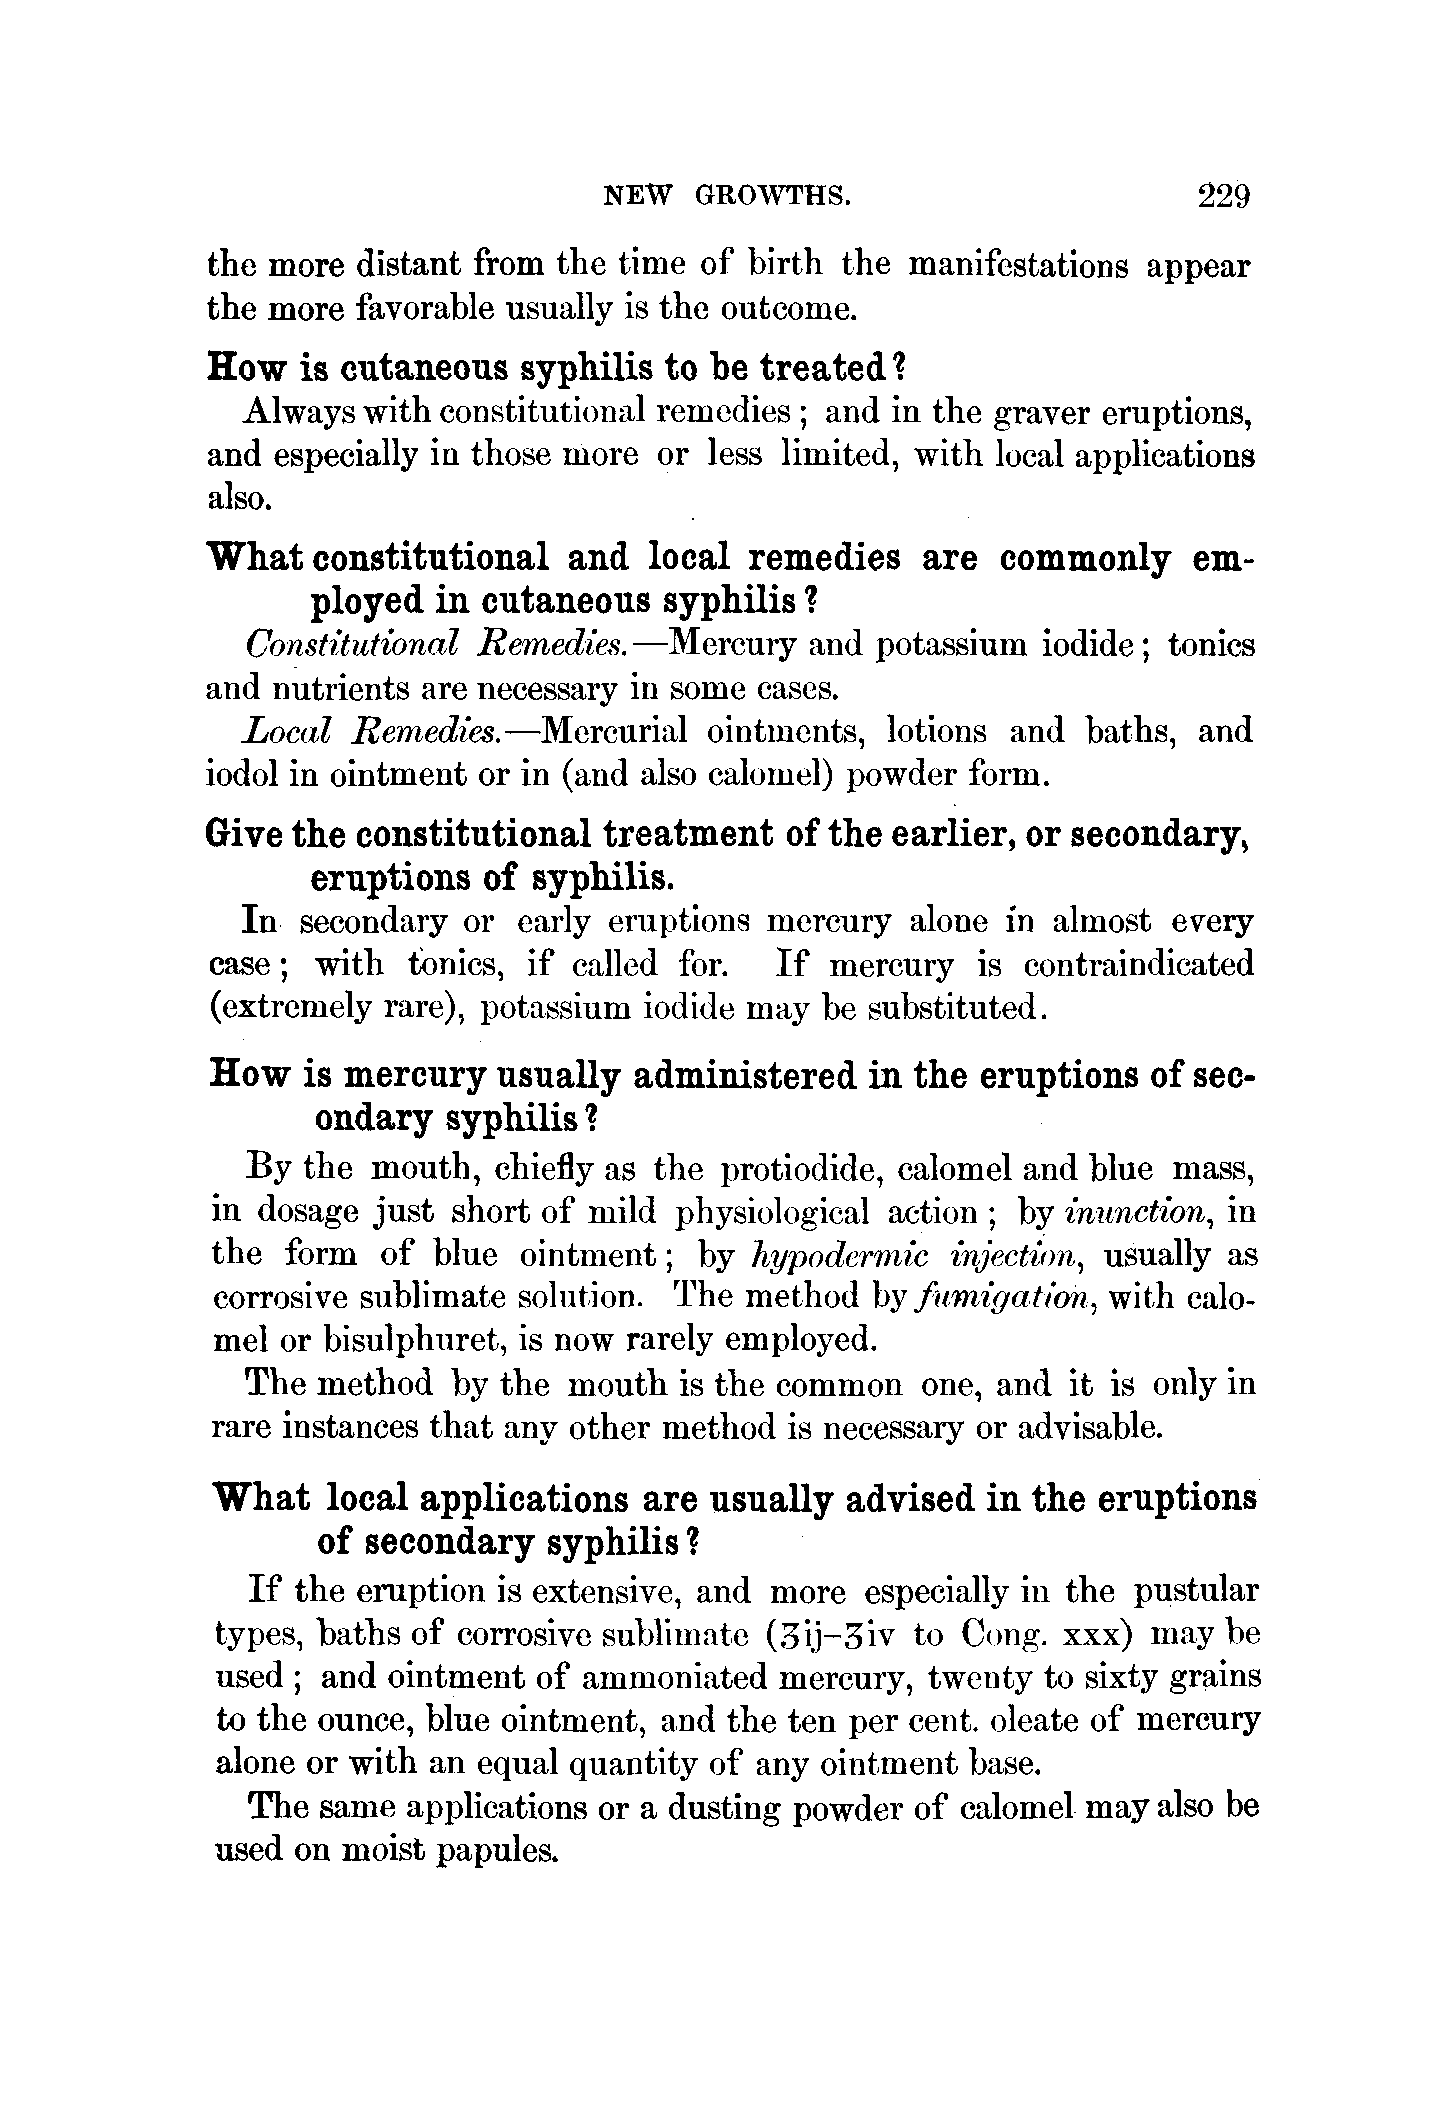 NEW GROWTHS. 229
the more distant from the time of birth the manifestations appear
the more favorable usually is the outcome.
How is cutaneous syphilis to be treated?
Always with constitutional remedies; and in the graver eruptions,
and especially in those more or less limited, with local applications
also.
What constitutional and local remedies are commonly em-
ployed in cutaneous syphilis?
Constitutional Remedies.—Mercury and potassium iodide; tonics
and nutrients are necessary in some cases.
Local Remedies.—Mercurial ointments, lotions and baths, and
iodol in ointment or in (and also calomel) powder form.
Give the constitutional treatment of the earlier, or secondary,
eruptions of syphilis.
In secondary or early eruptions mercury alone in almost every
case; with tonics, if called for. If mercury is contraindicated
(extremely rare), potassium iodide may be substituted.
How is mercury usually administered in the eruptions of sec-
ondary syphilis?
By the mouth, chiefly as the protiodide, calomel and blue mass,
in dosage just short of mild physiological action; by inunction, in
the form of blue ointment; by hypodermic injection, usually as
corrosive sublimate solution. The method by fumigation, with calo-
mel or bisulphuret, is now rarely employed.
The method by the mouth is the common one, and it is only in
rare instances that any other method is necessary or advisable.
What local applications are usually advised in the eruptions
of secondary syphilis?
If the eruption is extensive, and more especially in the pustular
types, baths of corrosive sublimate (ʒij–ʒiv to Cong. xxx) may be
used; and ointment of ammoniated mercury, twenty to sixty grains
to the ounce, blue ointment, and the ten per cent. oleate of mercury
alone or with an equal quantity of any ointment base.
The same applications or a dusting powder of calomel may also be
used on moist papules.